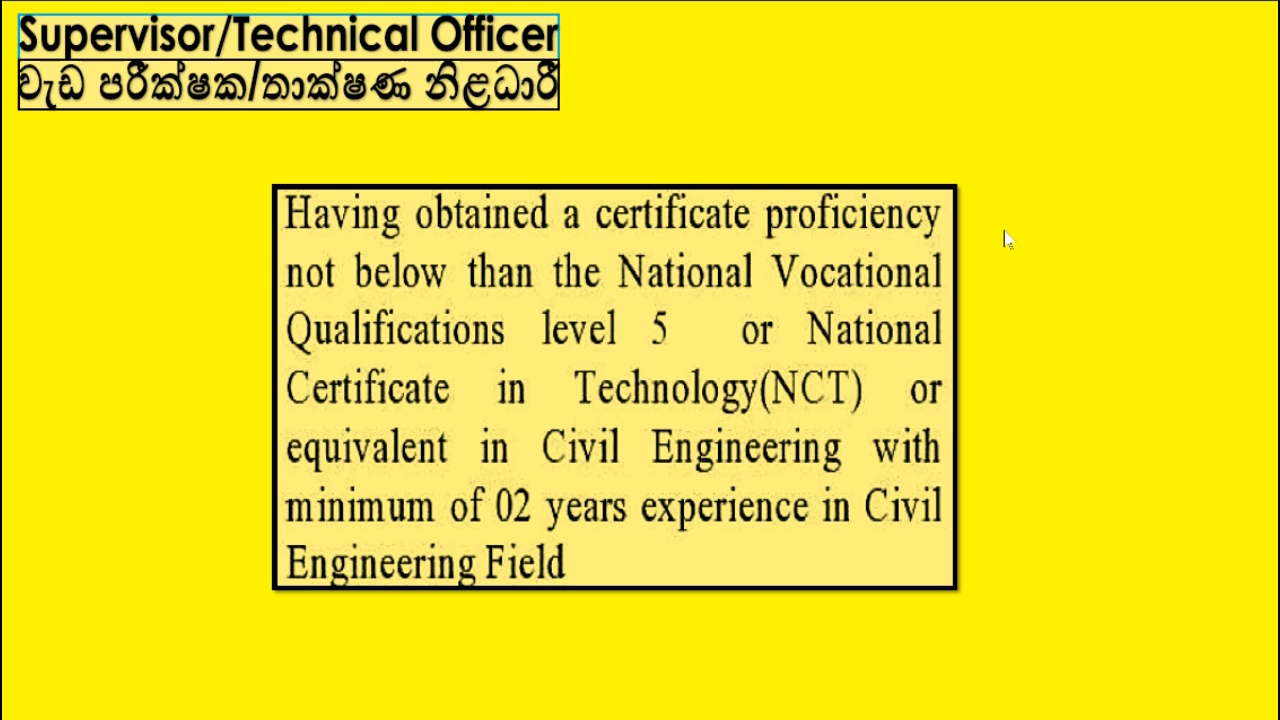 Supervisor/Technical Officer
වැඩ පරීක්ෂක/තාක්ෂණ නිළධාරී
Having obtained a certificate proficiency
not below than the National Vocational
Qualifications level 5 or National
Certificate in Technology(NCT) or
equivalent in Civil Engineering with
minimum of 02 years experience in Civil
Engineering Field